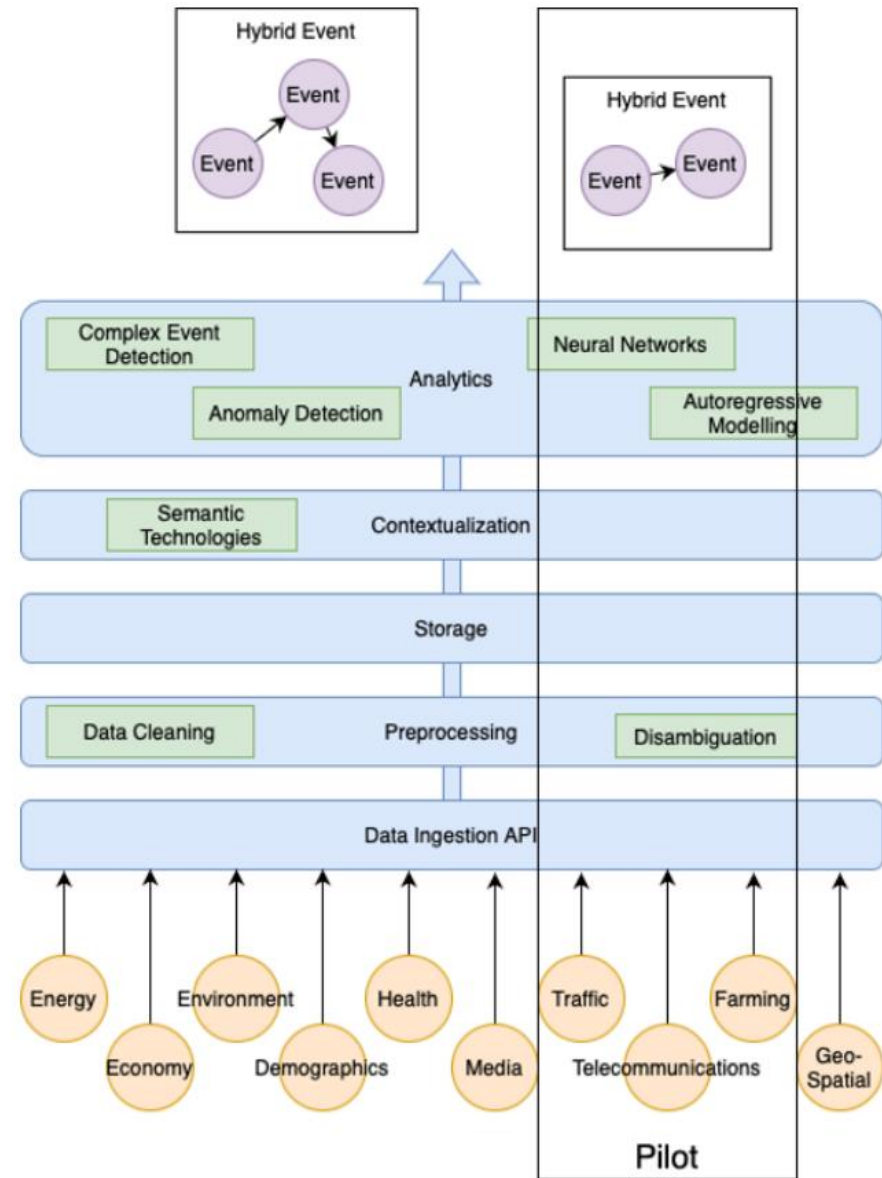 Hybrid Event
Event
Event
Event
Hybrid Event
Event
Event
Complex Event
Detection
Neural Networks
Analytics
Anomaly Detection
Autoregressive
Modelling
Semantic
Technologies
Contextualization
Storage
Data Cleaning
Preprocessing
Disambiguation
Data Ingestion API
Energy
Environment
Health
Traffic
Farming
Economy
Demographics
Media
Telecommunications
Geo-
Spatial
Pilot